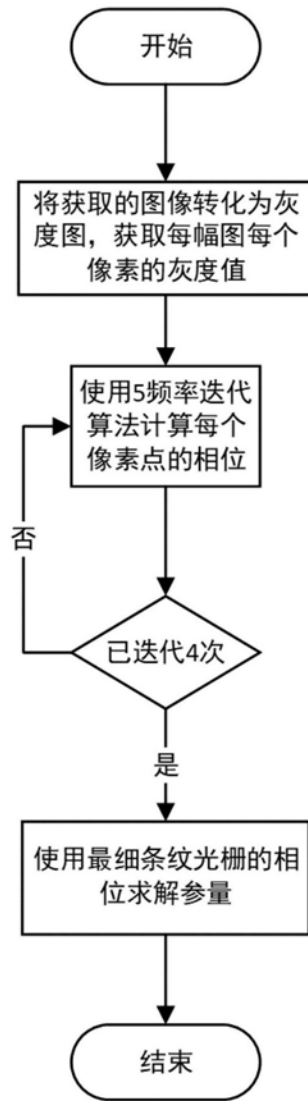 开始
将获取的图像转化为灰
度图，获取每幅图每个
像素的灰度值
使用5频率迭代
算法计算每个
像素点的相位
否
已迭代4次
是
使用最细条纹光栅的相
位求解参量
结束